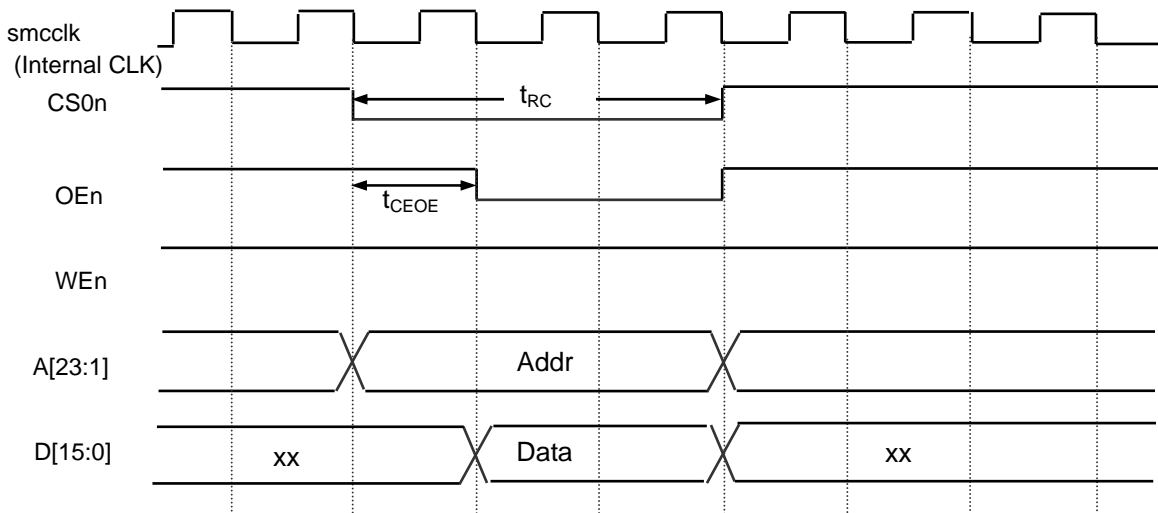 smcclk
(Internal CLK)
CS0n
tRC
OEn
tCEOE
WEn
A[23:1]
Addr
D[15:0]
xx
Data
xx